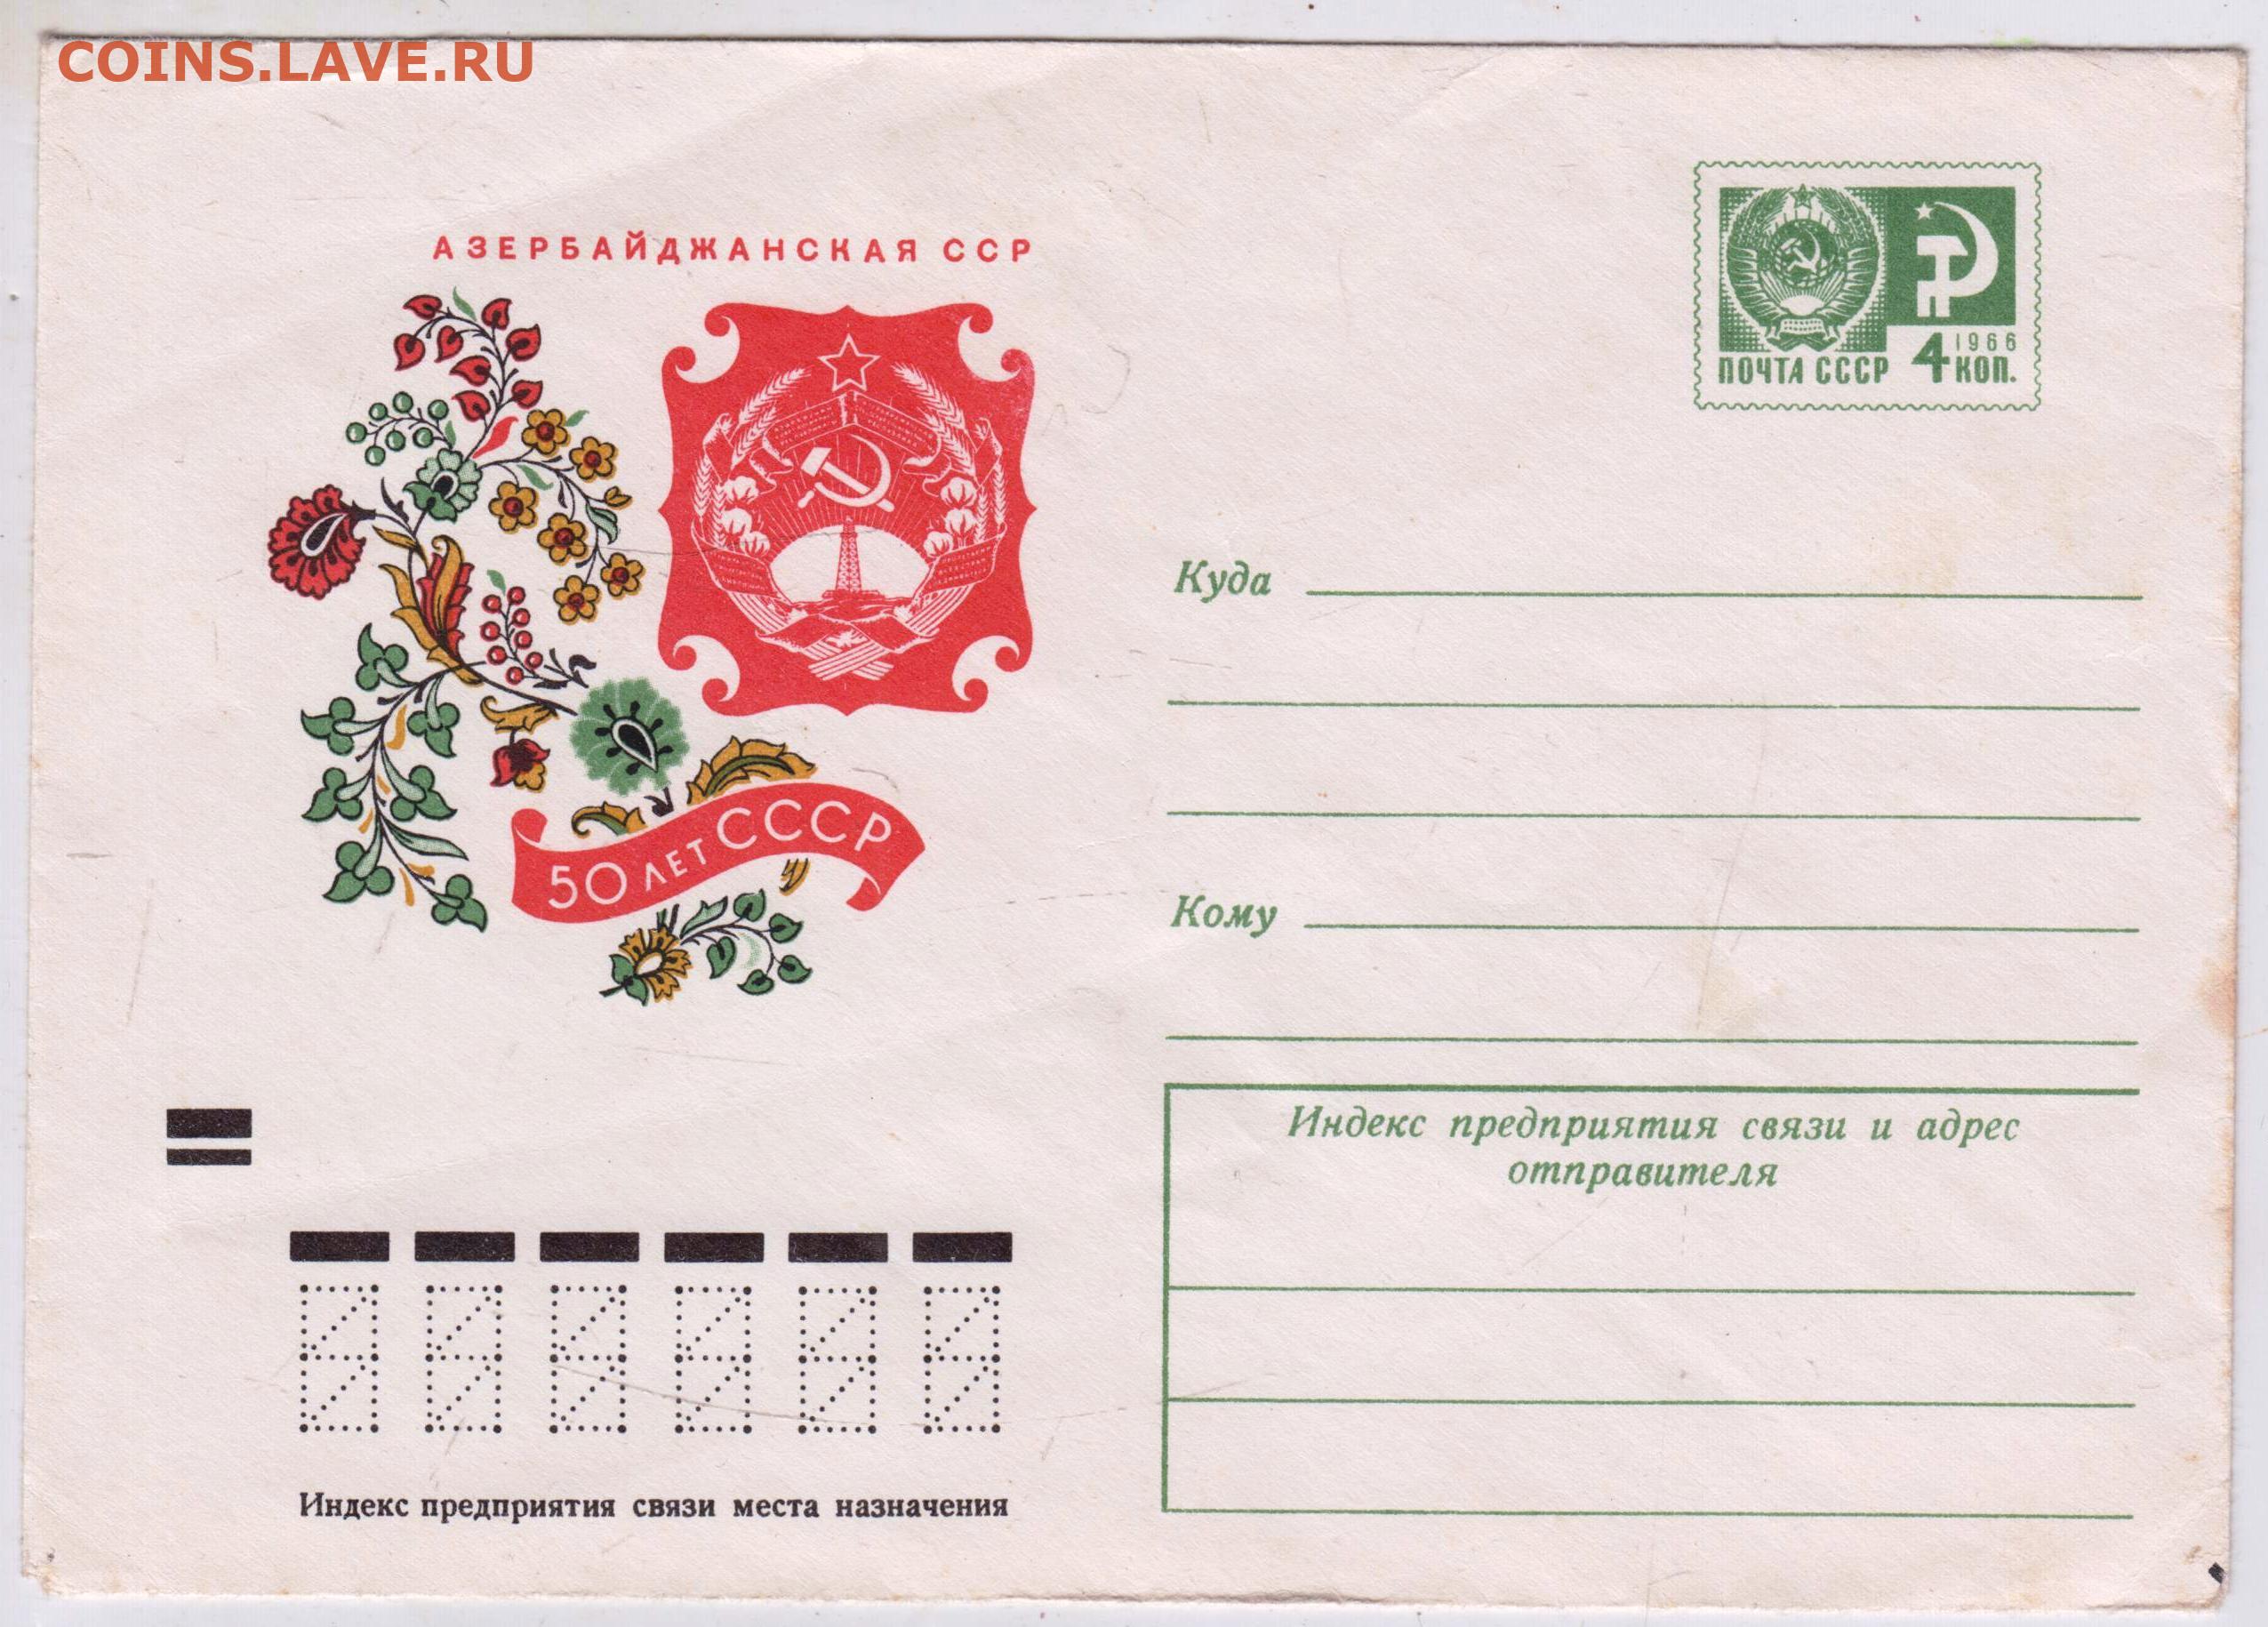 COINS.LAVE.RU
АЗЕРБАЙДЖАНСКАЯ ССР
50 ЛЕТ СССР
1966
ПОЧТА СССР 4 КОП.
Куда
Кому
Индекс предприятия связи и адрес
отправителя
Индекс предприятия связи места назначения